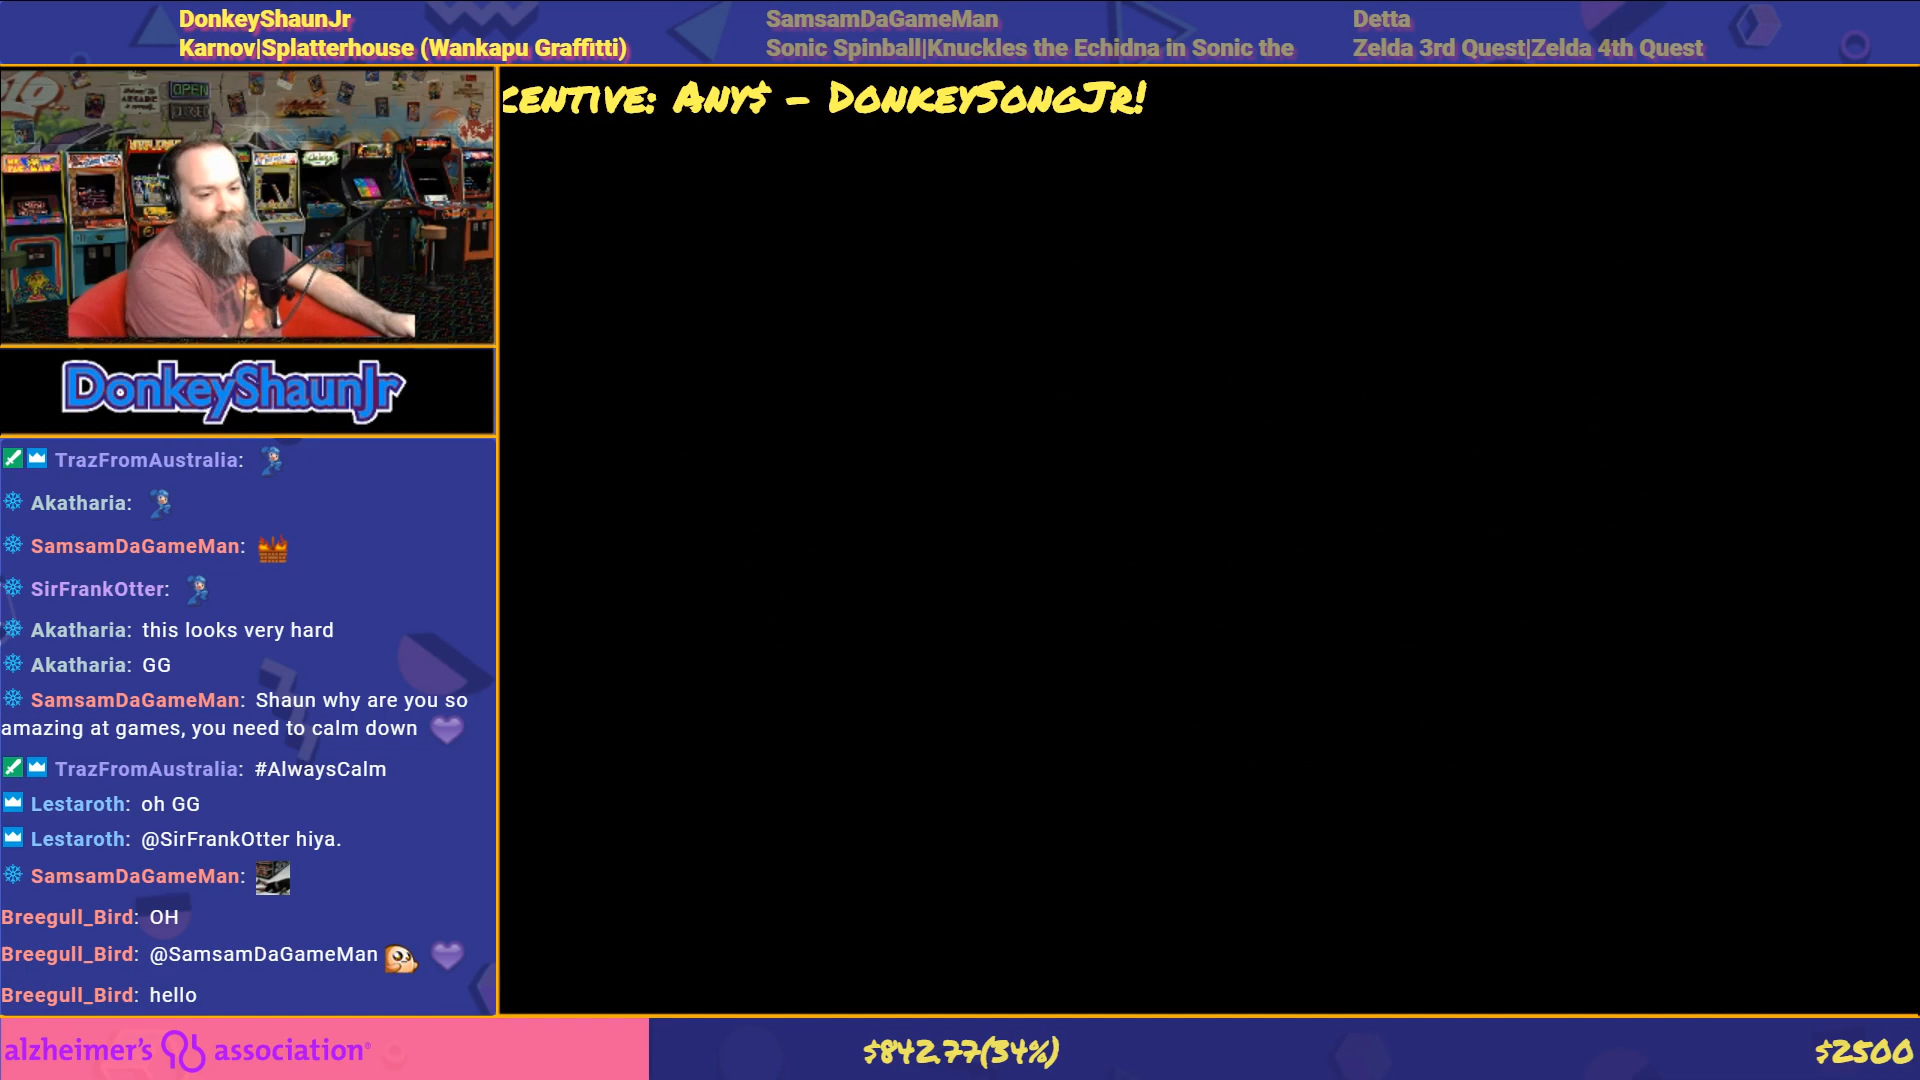 DonkeyShaunJr
Karnov|Splatterhouse (Wankapu Graffitti)
SamsamDaGameMan
Sonic Spinball|Knuckles the Echidna in Sonic the
Detta
Zelda 3rd Quest|Zelda 4th Quest
centive: Any$ - DonkeySongJr!
OPEN
DonkeyShaunJr
TrazFromAustralia:
Akatharia:
SamsamDaGameMan:
SirFrankOtter:
Akatharia: this looks very hard
Akatharia: GG
SamsamDaGameMan: Shaun why are you so
amazing at games, you need to calm down
TrazFromAustralia: #AlwaysCalm
Lestaroth: oh GG
Lestaroth: @SirFrankOtter hiya.
SamsamDaGameMan:
Breegull_Bird: OH
Breegull_Bird: @SamsamDaGameMan
Breegull_Bird: hello
alzheimer's association®
$842.77(34%)
$2500